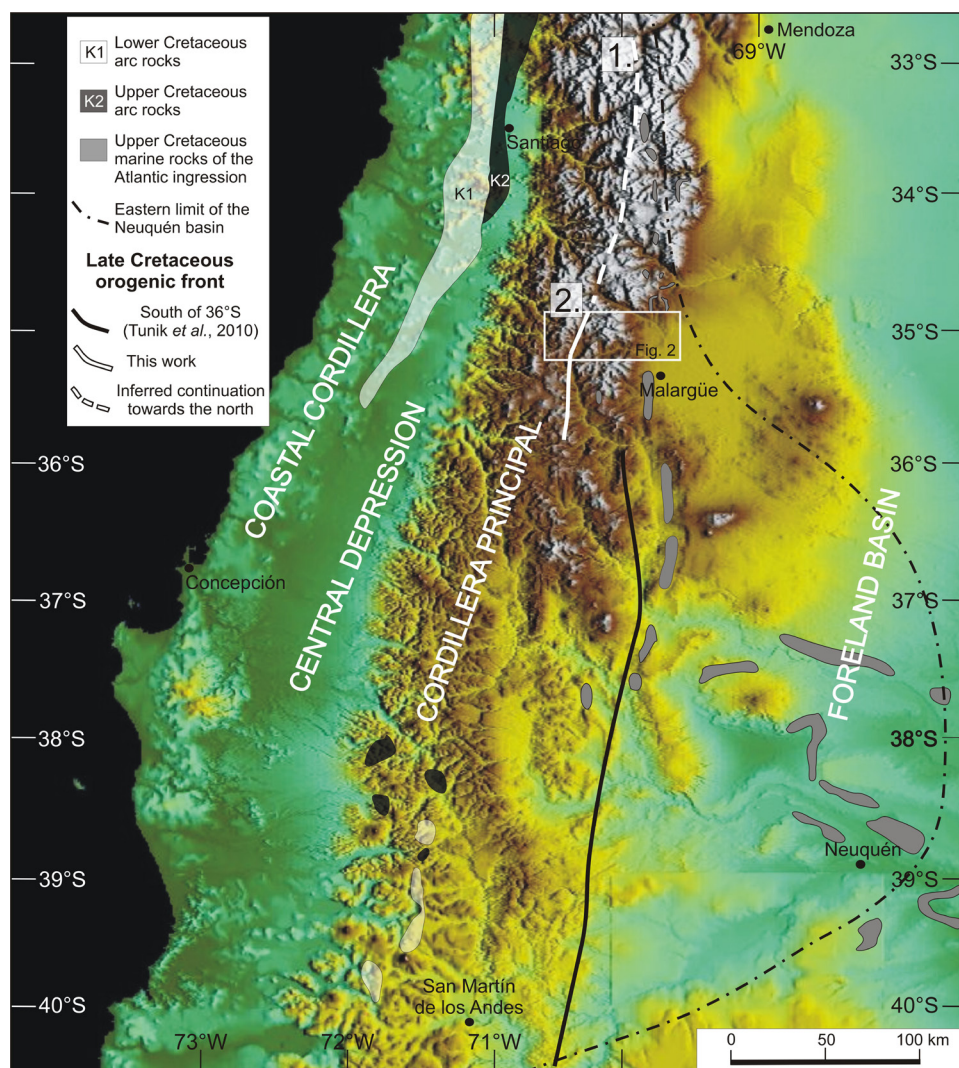 K1
Lower Cretaceous
arc rocks
K2
Upper Cretaceous
arc rocks
Upper Cretaceous
marine rocks of the
Atlantic ingression
Eastern limit of the
Neuquén basin
Late Cretaceous
orogenic front
South of 36°S
(Tunik et al., 2010)
This work
Inferred continuation
towards the north
Mendoza
69°W
33°S
1.
Santiago
K1
K2
34°S
2.
35°S
Fig. 2
Malargüe
COASTAL CORDILLERA
CENTRAL DEPRESSION
CORDILLERA PRINCIPAL
FORELAND BASIN
36°S
36°S
Concepción
37°S
37°S
38°S
38°S
Neuquén
39°S
39°S
San Martín
de los Andes
40°S
40°S
73°W
72°W
71°W
0
50
100 km